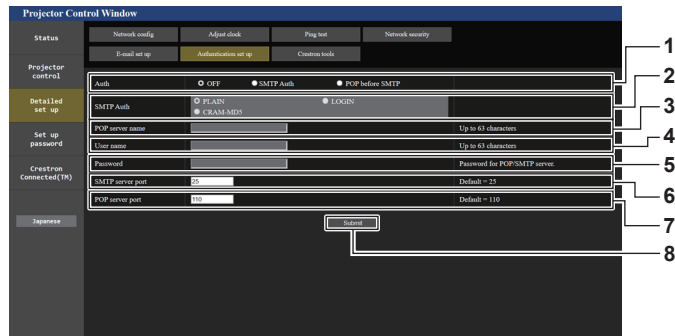 Projector Control Window
Status
Network config Adjust clock Ping test Network security
E-mail set up Authentication set up Crestron tools
Projector
control
Detailed
set up
Set up
password
Crestron
Connected(TM)
Japanese
Auth OFF SMTP Auth POP before SMTP 1
SMTP Auth PLAIN LOGIN 2
CRAM-MD5
POP server name Up to 63 characters 3
User name Up to 63 characters 4
Password Password for POP/SMTP server. 5
SMTP server port 25 Default = 25 6
POP server port 110 Default = 110 7
Submit 8